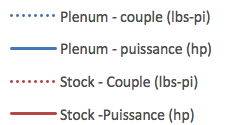 Plenum - couple (lbs-pi)
Plenum - puissance (hp)
Stock - Couple (lbs-pi)
Stock -Puissance (hp)